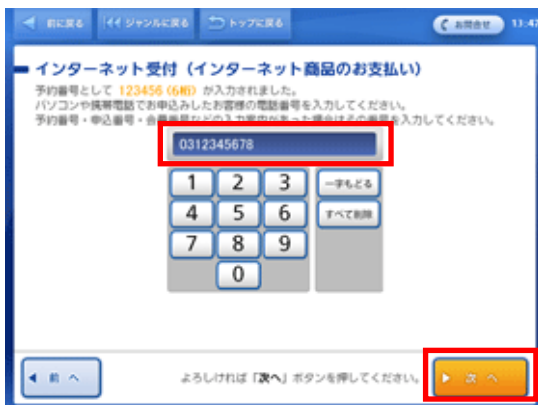 前に戻る
ジャンルに戻る
トップに戻る
お問合せ
13:47
インターネット受付（インターネット商品のお支払い）
予約番号として 123456 (6桁) が入力されました。
パソコンや携帯電話でお申込みしたお客様の電話番号を入力してください。
予約番号・申込番号・会員番号などの入力案内があった場合はその番号を入力してください。
0312345678
1 2 3 一字もどる
4 5 6 すべて削除
7 8 9
0
前 へ
よろしければ「次へ」ボタンを押してください。
次 へ